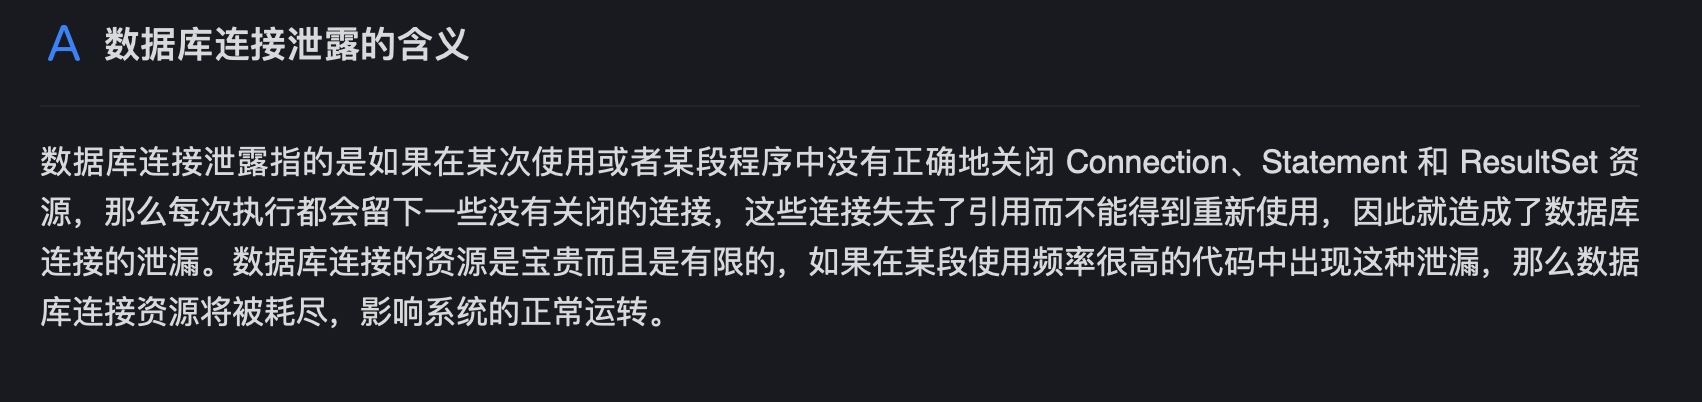 A 数据库连接泄露的含义
数据库连接泄露指的是如果在某次使用或者某段程序中没有正确地关闭 Connection、Statement 和 ResultSet 资
源，那么每次执行都会留下一些没有关闭的连接，这些连接失去了引用而不能得到重新使用，因此就造成了数据库
连接的泄漏。数据库连接的资源是宝贵而且是有限的，如果在某段使用频率很高的代码中出现这种泄漏，那么数据
库连接资源将被耗尽，影响系统的正常运转。